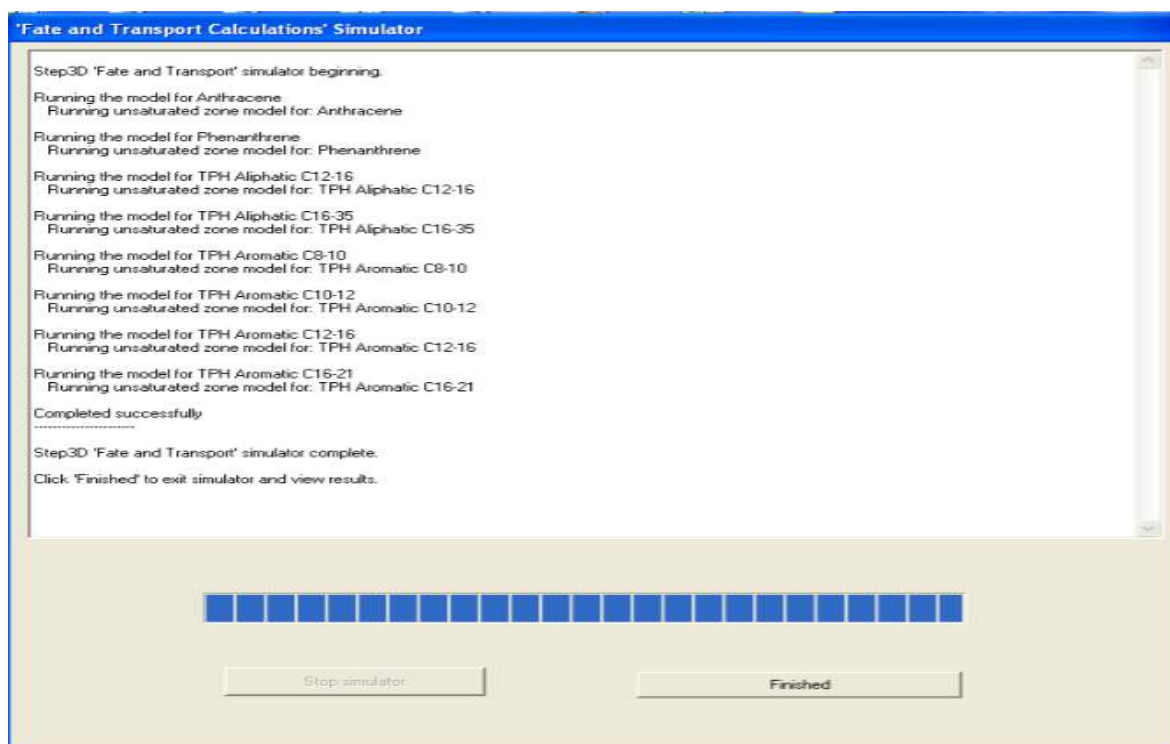 'Fate and Transport Calculations' Simulator
Step3D 'Fate and Transport' simulator beginning.
Running the model for Anthracene
Running unsaturated zone model for: Anthracene
Running the model for Phenanthrene
Running unsaturated zone model for: Phenanthrene
Running the model for TPH Aliphatic C12-16
Running unsaturated zone model for: TPH Aliphatic C12-16
Running the model for TPH Aliphatic C16-35
Running unsaturated zone model for: TPH Aliphatic C16-35
Running the model for TPH Aromatic C8-10
Running unsaturated zone model for: TPH Aromatic C8-10
Running the model for TPH Aromatic C10-12
Running unsaturated zone model for: TPH Aromatic C10-12
Running the model for TPH Aromatic C12-16
Running unsaturated zone model for: TPH Aromatic C12-16
Running the model for TPH Aromatic C16-21
Running unsaturated zone model for: TPH Aromatic C16-21
Completed successfully
----------------------
Step3D 'Fate and Transport' simulator complete.
Click 'Finished' to exit simulator and view results.
Stop simulator
Finished